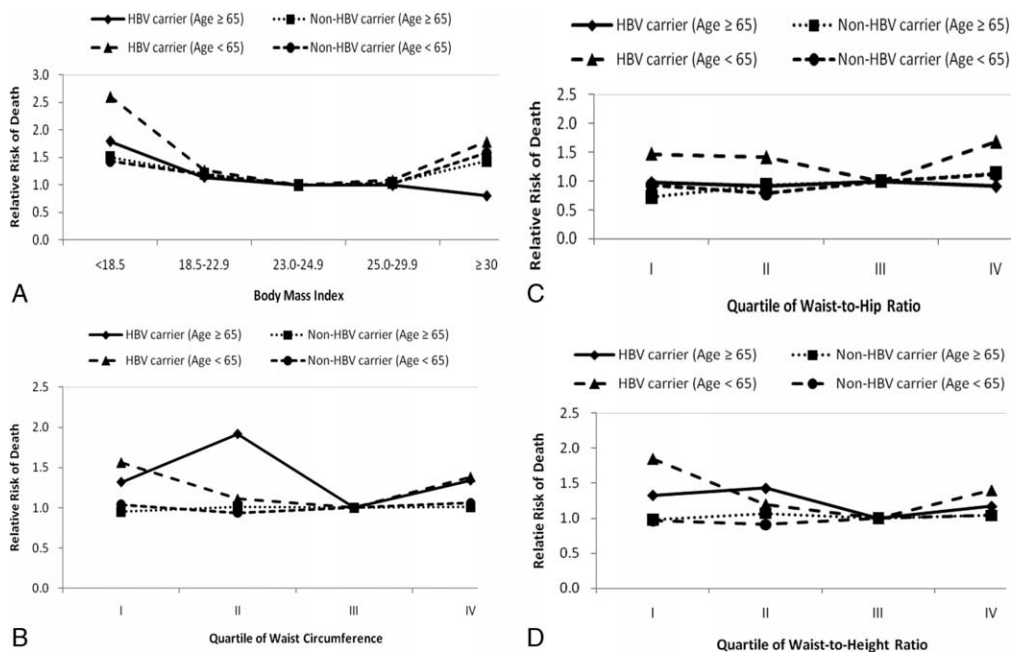 HBV carrier (Age ≥ 65)
Non-HBV carrier (Age ≥ 65)
HBV carrier (Age < 65)
Non-HBV carrier (Age < 65)
3.0
2.5
2.0
1.5
1.0
0.5
0.0
Relative Risk of Death
<18.5
18.5-22.9
23.0-24.9
25.0-29.9
≥30
Body Mass Index
A
HBV carrier (Age ≥ 65)
Non-HBV carrier (Age ≥ 65)
HBV carrier (Age < 65)
Non-HBV carrier (Age < 65)
2.5
2.0
1.5
1.0
0.5
0.0
Relative Risk of Death
I
II
III
IV
Quartile of Waist Circumference
B
HBV carrier (Age ≥ 65)
Non-HBV carrier (Age ≥ 65)
HBV carrier (Age < 65)
Non-HBV carrier (Age < 65)
2.5
2.0
1.5
1.0
0.5
0.0
Relative Risk of Death
I
II
III
IV
Quartile of Waist-to-Hip Ratio
C
HBV carrier (Age ≥ 65)
Non-HBV carrier (Age ≥ 65)
HBV carrier (Age < 65)
Non-HBV carrier (Age < 65)
2.5
2.0
1.5
1.0
0.5
0.0
Relatie Risk of Death
I
II
III
IV
Quartile of Waist-to-Height Ratio
D